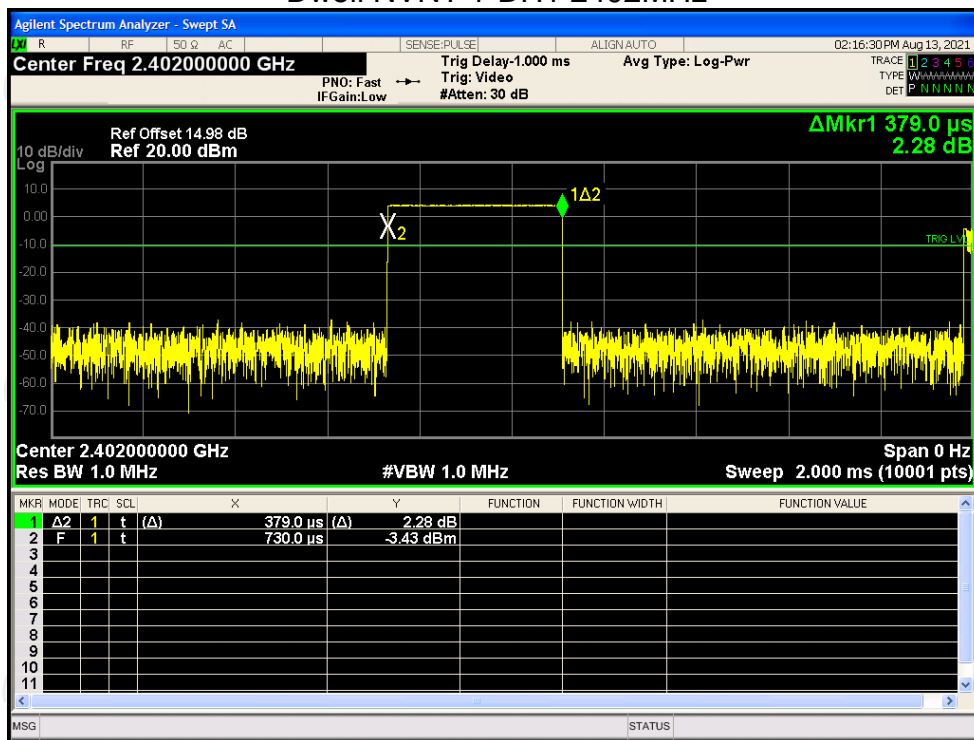 Agilent Spectrum Analyzer - Swept SA
LXI R RF 50 Ω AC SENSE:PULSE ALIGNAUTO 02:16:30PM Aug 13, 2021
Center Freq 2.402000000 GHz
PNO: Fast
IFGain:Low
Trig Delay-1.000 ms
Trig: Video
#Atten: 30 dB
Avg Type: Log-Pwr
TRACE 1 2 3 4 5 6
TYPE
DET P N N N N N
10 dB/div
Log
Ref Offset 14.98 dB
Ref 20.00 dBm
ΔMkr1 379.0 µs
2.28 dB
10.0
0.00
-10.0
-20.0
-30.0
-40.0
-50.0
-60.0
-70.0
1Δ2
2
Center 2.402000000 GHz
Res BW 1.0 MHz
#VBW 1.0 MHz
Span 0 Hz
Sweep 2.000 ms (10001 pts)
MKR MODE TRC SCL X Y FUNCTION FUNCTION WIDTH FUNCTION VALUE
1 Δ2 1 t (Δ) 379.0 µs (Δ) 2.28 dB
2 F 1 t 730.0 µs -3.43 dBm
3
4
5
6
7
8
9
10
11
MSG STATUS